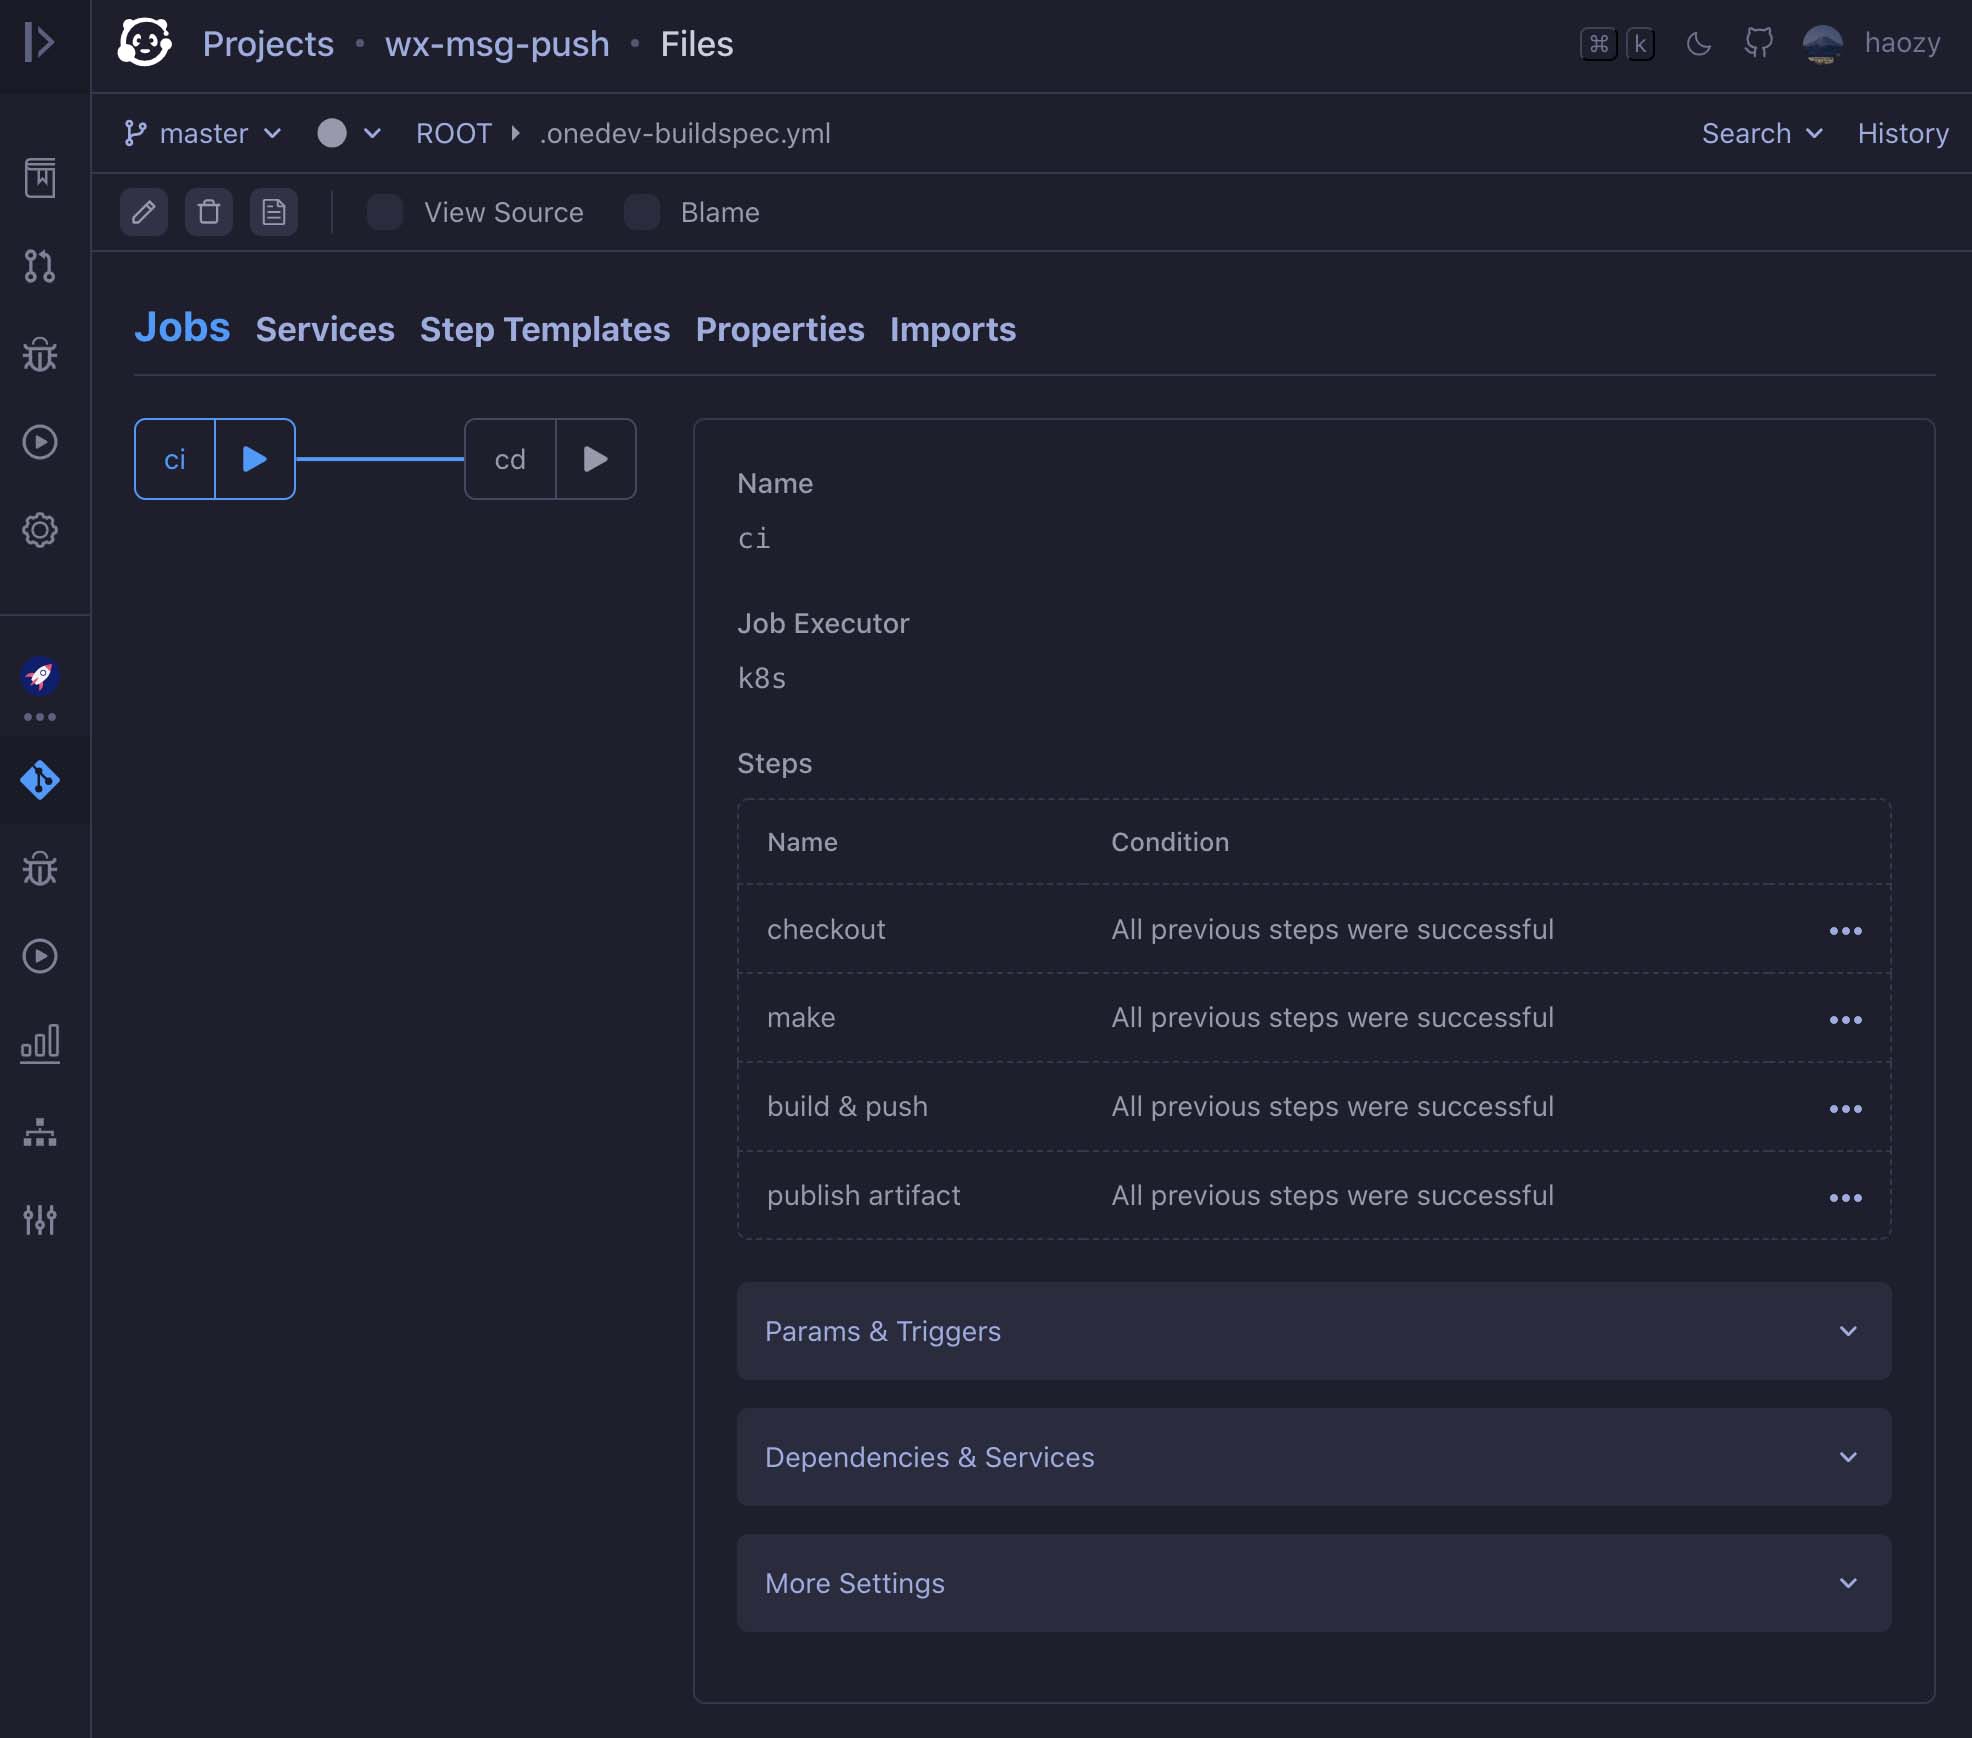 Projects • wx-msg-push • Files ⌘ k haozy
master ROOT .onedev-buildspec.yml Search History
View Source Blame
Jobs Services Step Templates Properties Imports
ci cd
Name
ci
Job Executor
k8s
Steps
Name Condition
checkout All previous steps were successful
make All previous steps were successful
build & push All previous steps were successful
publish artifact All previous steps were successful
Params & Triggers
Dependencies & Services
More Settings